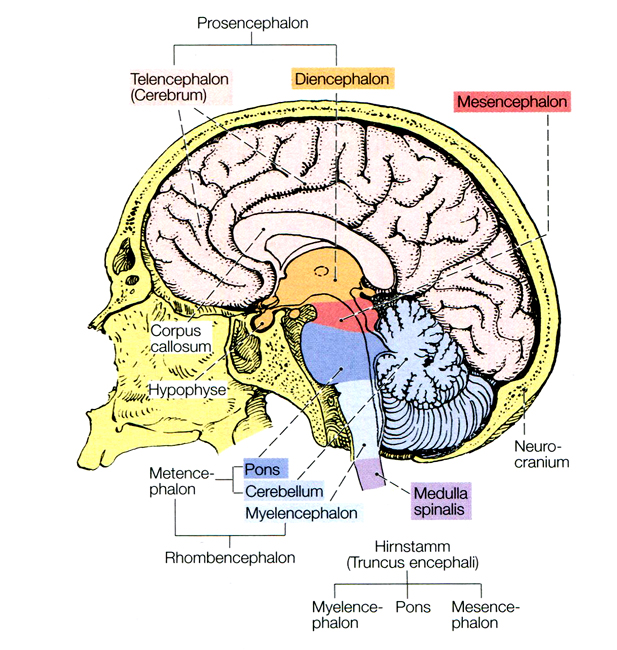 Prosencephalon
Telencephalon
(Cerebrum)
Diencephalon
Mesencephalon
Corpus
callosum
Hypophyse
Neuro-
cranium
Metence-
phalon
Pons
Cerebellum
Myelencephalon
Medulla
spinalis
Rhombencephalon
Hirnstamm
(Truncus encephali)
Myelence-
phalon
Pons
Mesence-
phalon